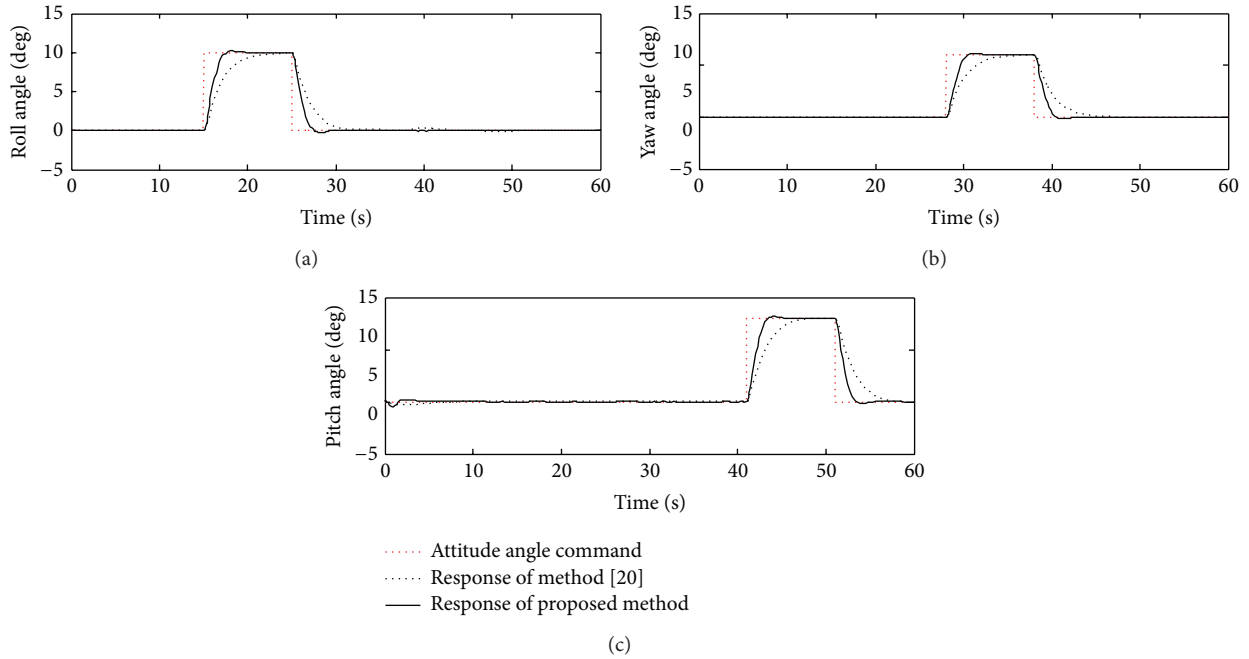 Roll angle (deg)
15
10
5
0
−5
0 10 20 30 40 50 60
Time (s)
(a)
Yaw angle (deg)
15
10
5
0
−5
0 10 20 30 40 50 60
Time (s)
(b)
Pitch angle (deg)
15
10
5
0
−5
0 10 20 30 40 50 60
Time (s)
Attitude angle command
Response of method [20]
Response of proposed method
(c)